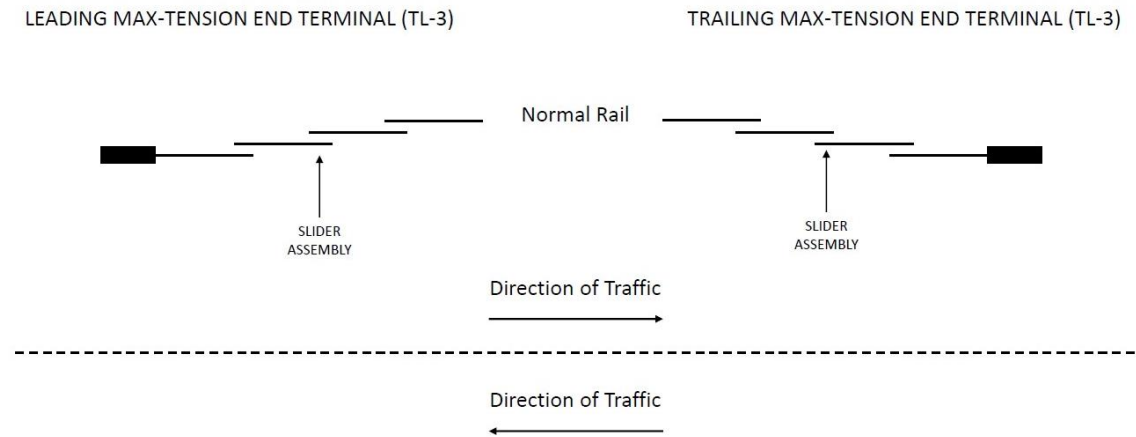 LEADING MAX-TENSION END TERMINAL (TL-3)
TRAILING MAX-TENSION END TERMINAL (TL-3)
Normal Rail
SLIDER
ASSEMBLY
SLIDER
ASSEMBLY
Direction of Traffic
Direction of Traffic